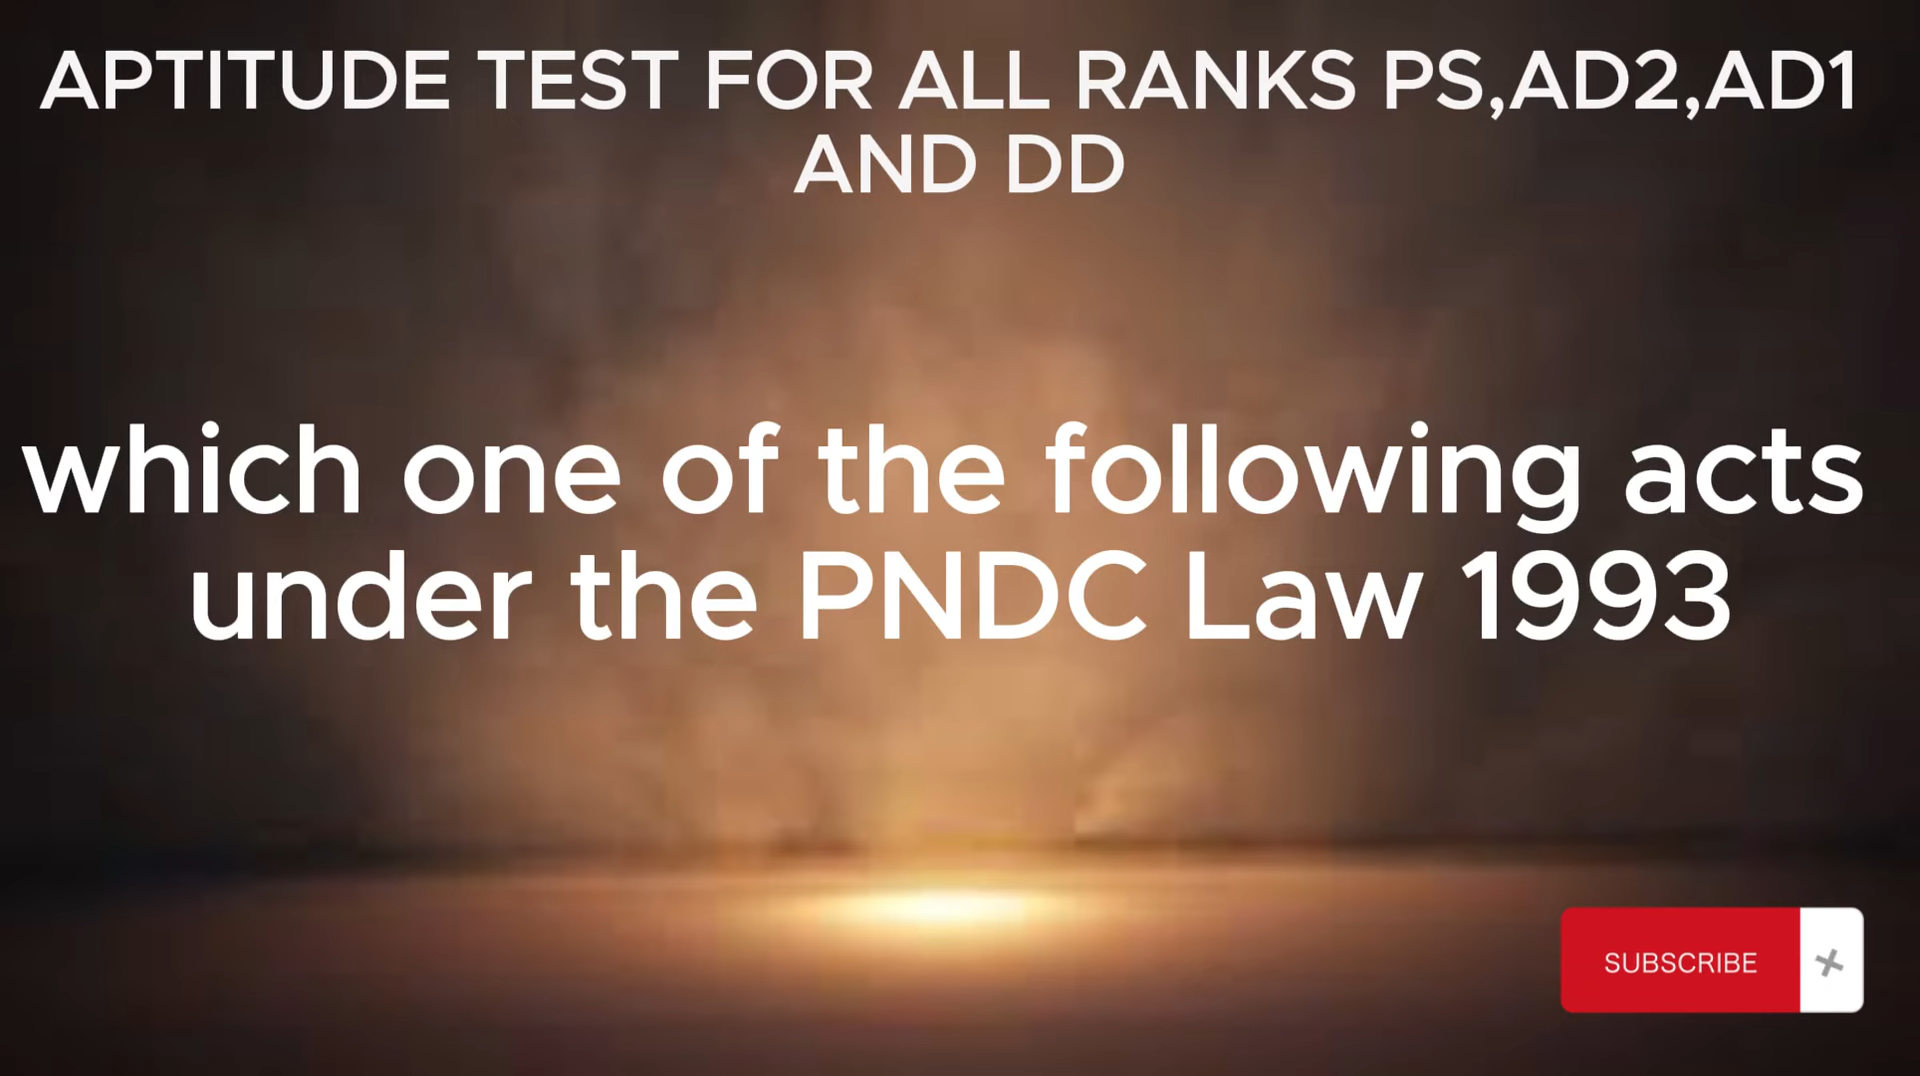 APTITUDE TEST FOR ALL RANKS PS,AD2,AD1
AND DD
which one of the following acts
under the PNDC Law 1993
SUBSCRIBE